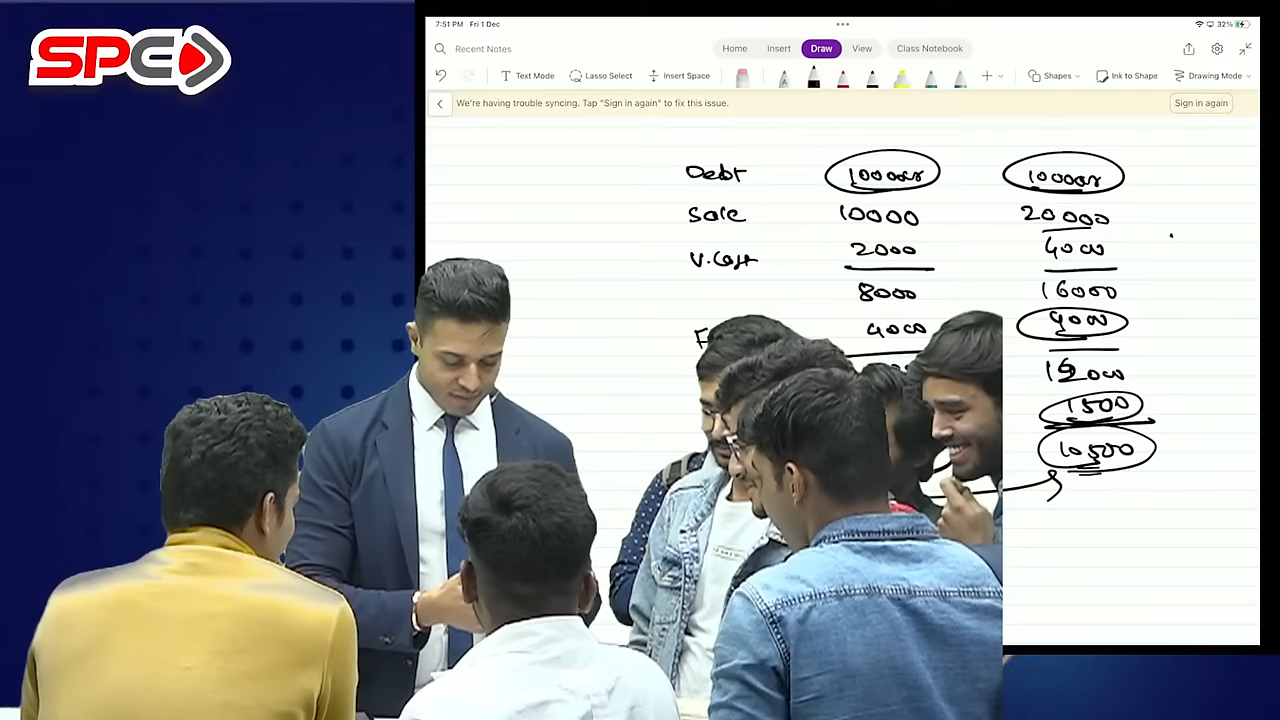 SPC
7:51 PM Fri 1 Dec
32%
Recent Notes
Home Insert Draw View Class Notebook
Text Mode Lasso Select Insert Space Shapes Ink to Shape Drawing Mode
We're having trouble syncing. Tap "Sign in again" to fix this issue. Sign in again
Debt 100000 100000
Sale 10000 20000
V.Cost 2000 4000
8000 16000
F 4000 4000
12000
1500
10500